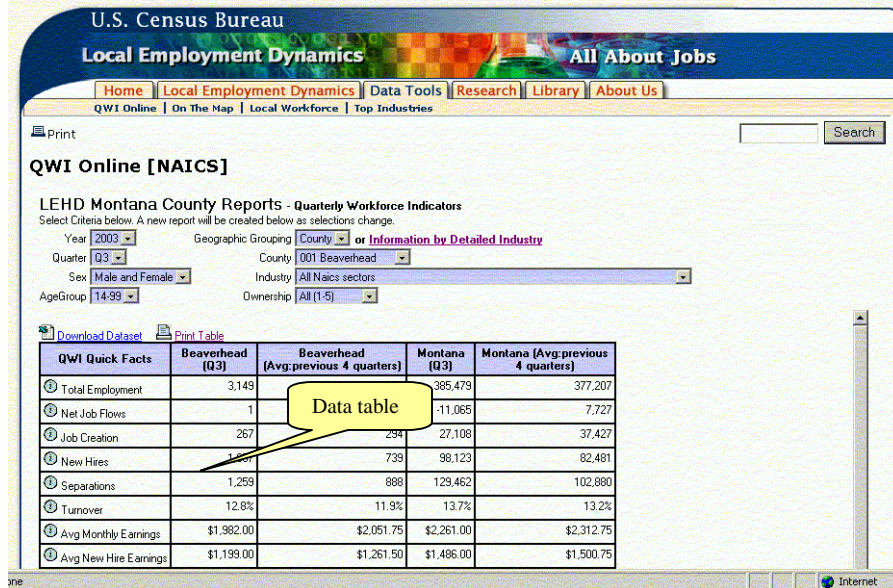 U.S. Census Bureau
Local Employment Dynamics All About Jobs
Home Local Employment Dynamics Data Tools Research Library About Us
QWI Online | On The Map | Local Workforce | Top Industries
Print Search
QWI Online [NAICS]
LEHD Montana County Reports - Quarterly Workforce Indicators
Select Criteria below. A new report will be created below as selections change.
Year 2003 Geographic Grouping County or Information by Detailed Industry
Quarter Q3 County 001 Beaverhead
Sex Male and Female Industry All Naics sectors
AgeGroup 14-99 Ownership All (1-5)
Download Dataset Print Table
QWI Quick Facts Beaverhead (Q3) Beaverhead (Avg:previous 4 quarters) Montana (Q3) Montana (Avg:previous 4 quarters)
Total Employment 3,149 385,479 377,207
Net Job Flows 1 -11,065 7,727
Data table
Job Creation 267 294 27,108 37,427
New Hires 739 98,123 82,481
Separations 1,259 888 129,462 102,880
Turnover 12.8% 11.9% 13.7% 13.2%
Avg Monthly Earnings $1,982.00 $2,051.75 $2,261.00 $2,312.75
Avg New Hire Earnings $1,199.00 $1,261.50 $1,486.00 $1,500.75
Internet